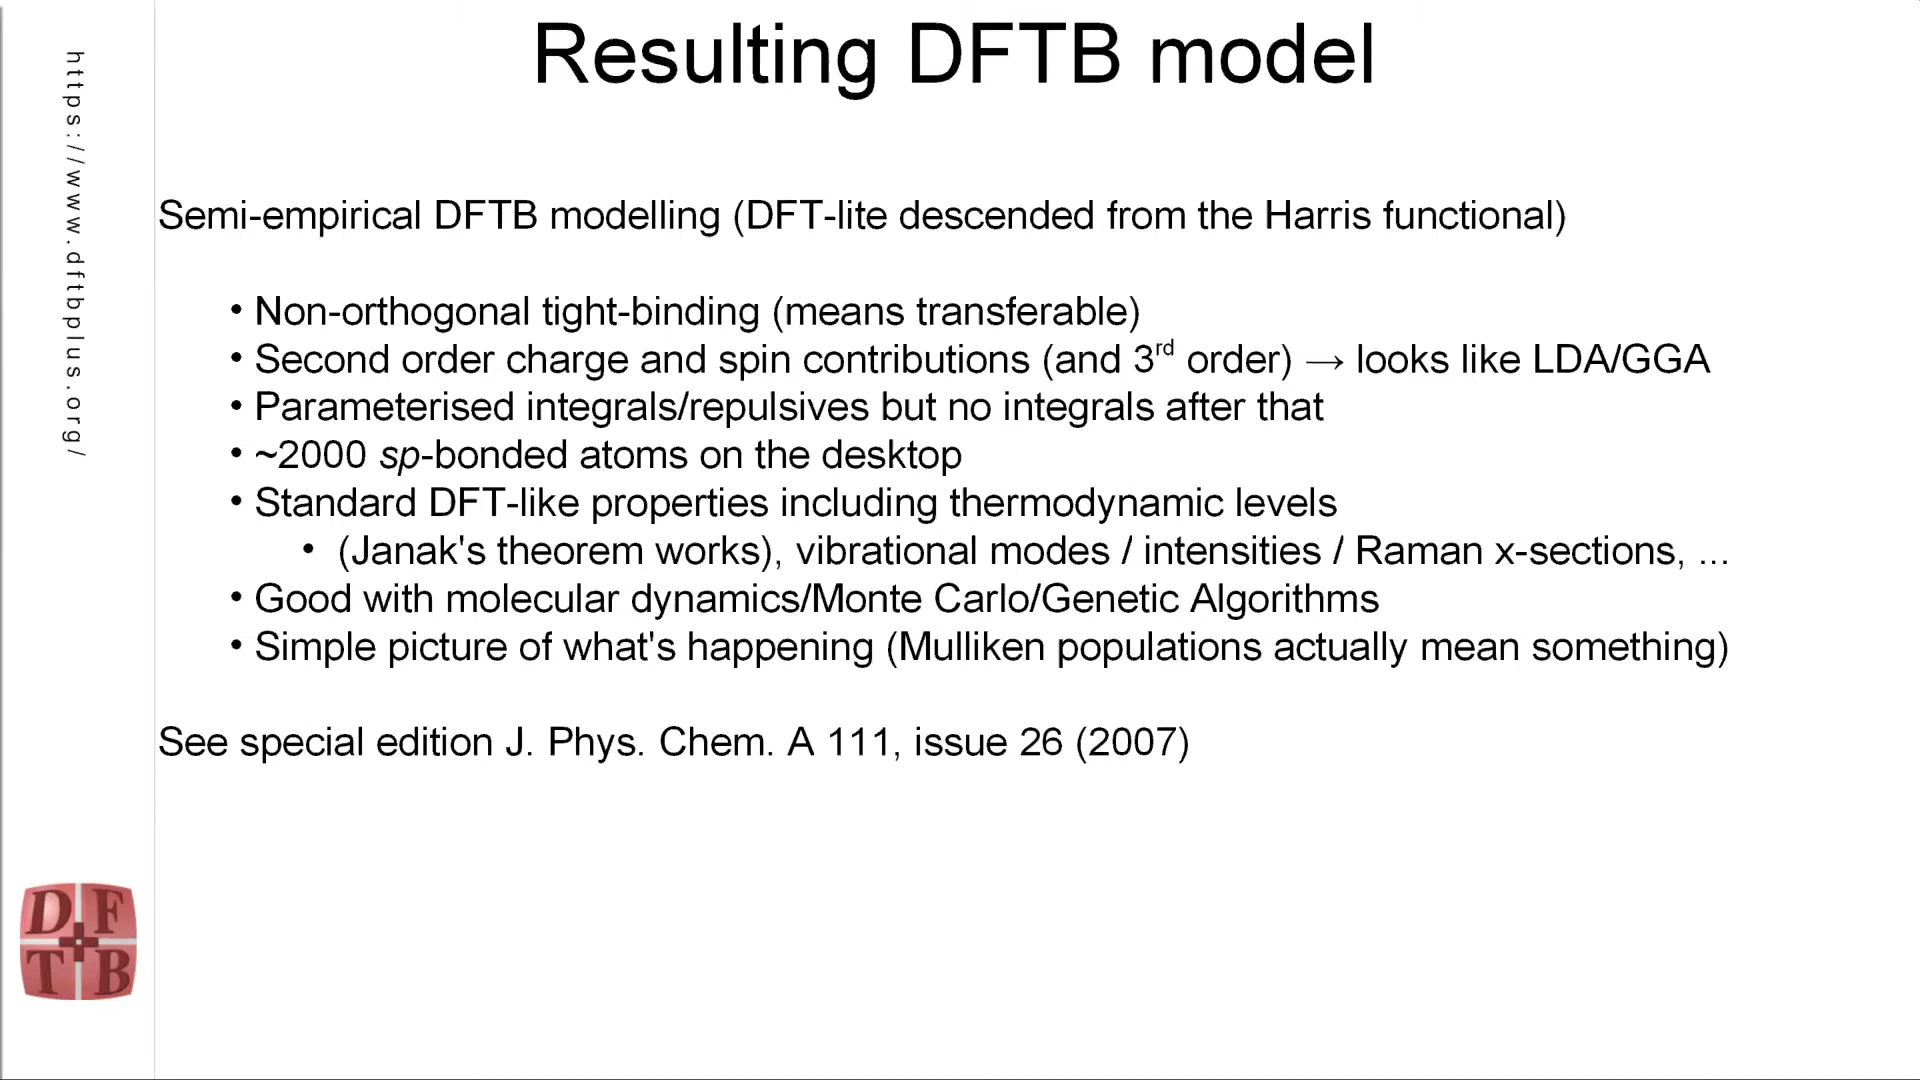 Resulting DFTB model
https://www.dftbplus.org/
Semi-empirical DFTB modelling (DFT-lite descended from the Harris functional)
• Non-orthogonal tight-binding (means transferable)
• Second order charge and spin contributions (and 3rd order) → looks like LDA/GGA
• Parameterised integrals/repulsives but no integrals after that
• ~2000 sp-bonded atoms on the desktop
• Standard DFT-like properties including thermodynamic levels
• (Janak's theorem works), vibrational modes / intensities / Raman x-sections, ...
• Good with molecular dynamics/Monte Carlo/Genetic Algorithms
• Simple picture of what's happening (Mulliken populations actually mean something)
See special edition J. Phys. Chem. A 111, issue 26 (2007)
D F
T B